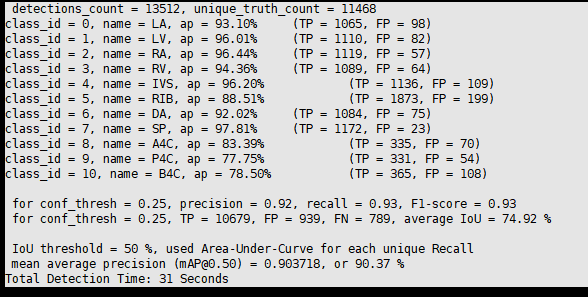 detections_count = 13512, unique_truth_count = 11468
class_id = 0, name = LA, ap = 93.10% (TP = 1065, FP = 98)
class_id = 1, name = LV, ap = 96.01% (TP = 1110, FP = 82)
class_id = 2, name = RA, ap = 96.44% (TP = 1119, FP = 57)
class_id = 3, name = RV, ap = 94.36% (TP = 1089, FP = 64)
class_id = 4, name = IVS, ap = 96.20% (TP = 1136, FP = 109)
class_id = 5, name = RIB, ap = 88.51% (TP = 1873, FP = 199)
class_id = 6, name = DA, ap = 92.02% (TP = 1084, FP = 75)
class_id = 7, name = SP, ap = 97.81% (TP = 1172, FP = 23)
class_id = 8, name = A4C, ap = 83.39% (TP = 335, FP = 70)
class_id = 9, name = P4C, ap = 77.75% (TP = 331, FP = 54)
class_id = 10, name = B4C, ap = 78.50% (TP = 365, FP = 108)
for conf_thresh = 0.25, precision = 0.92, recall = 0.93, F1-score = 0.93
for conf_thresh = 0.25, TP = 10679, FP = 939, FN = 789, average IoU = 74.92 %
IoU threshold = 50 %, used Area-Under-Curve for each unique Recall
mean average precision (mAP@0.50) = 0.903718, or 90.37 %
Total Detection Time: 31 Seconds